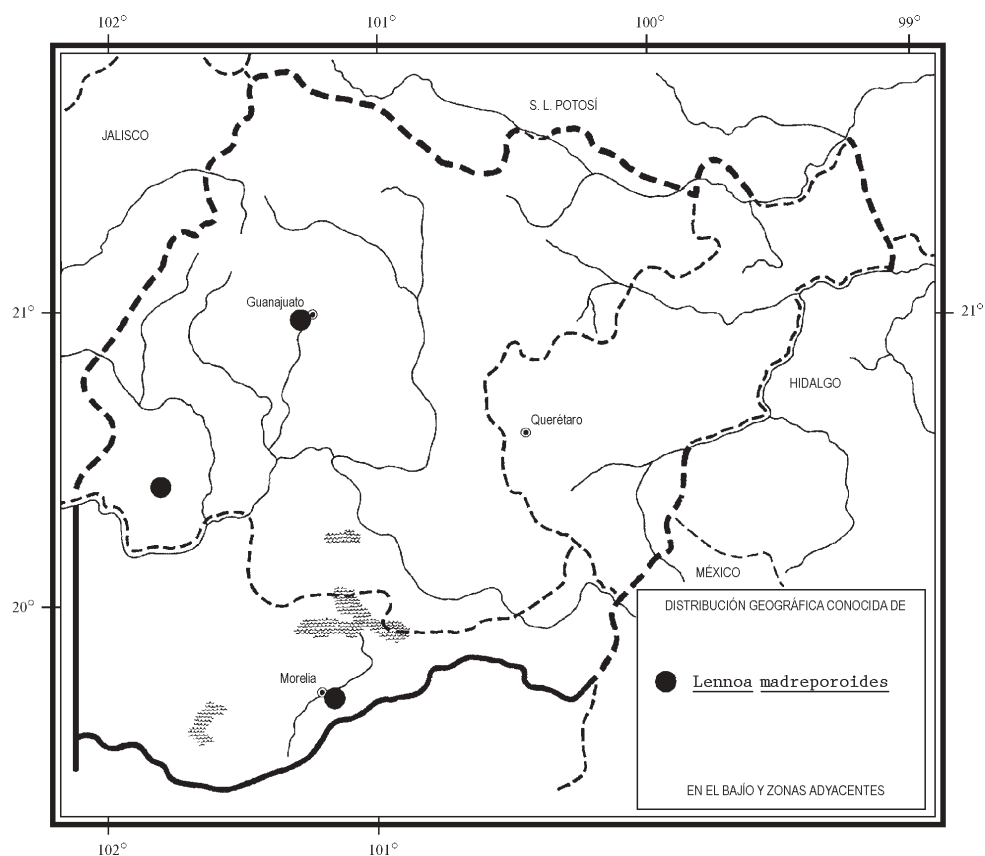 102° 101° 100° 99°
S. L. POTOSÍ
JALISCO
Guanajuato
21° 21°
HIDALGO
Querétaro
MÉXICO
20°
DISTRIBUCIÓN GEOGRÁFICA CONOCIDA DE
Morelia
Lennoa madreporoides
EN EL BAJÍO Y ZONAS ADYACENTES
102° 101°